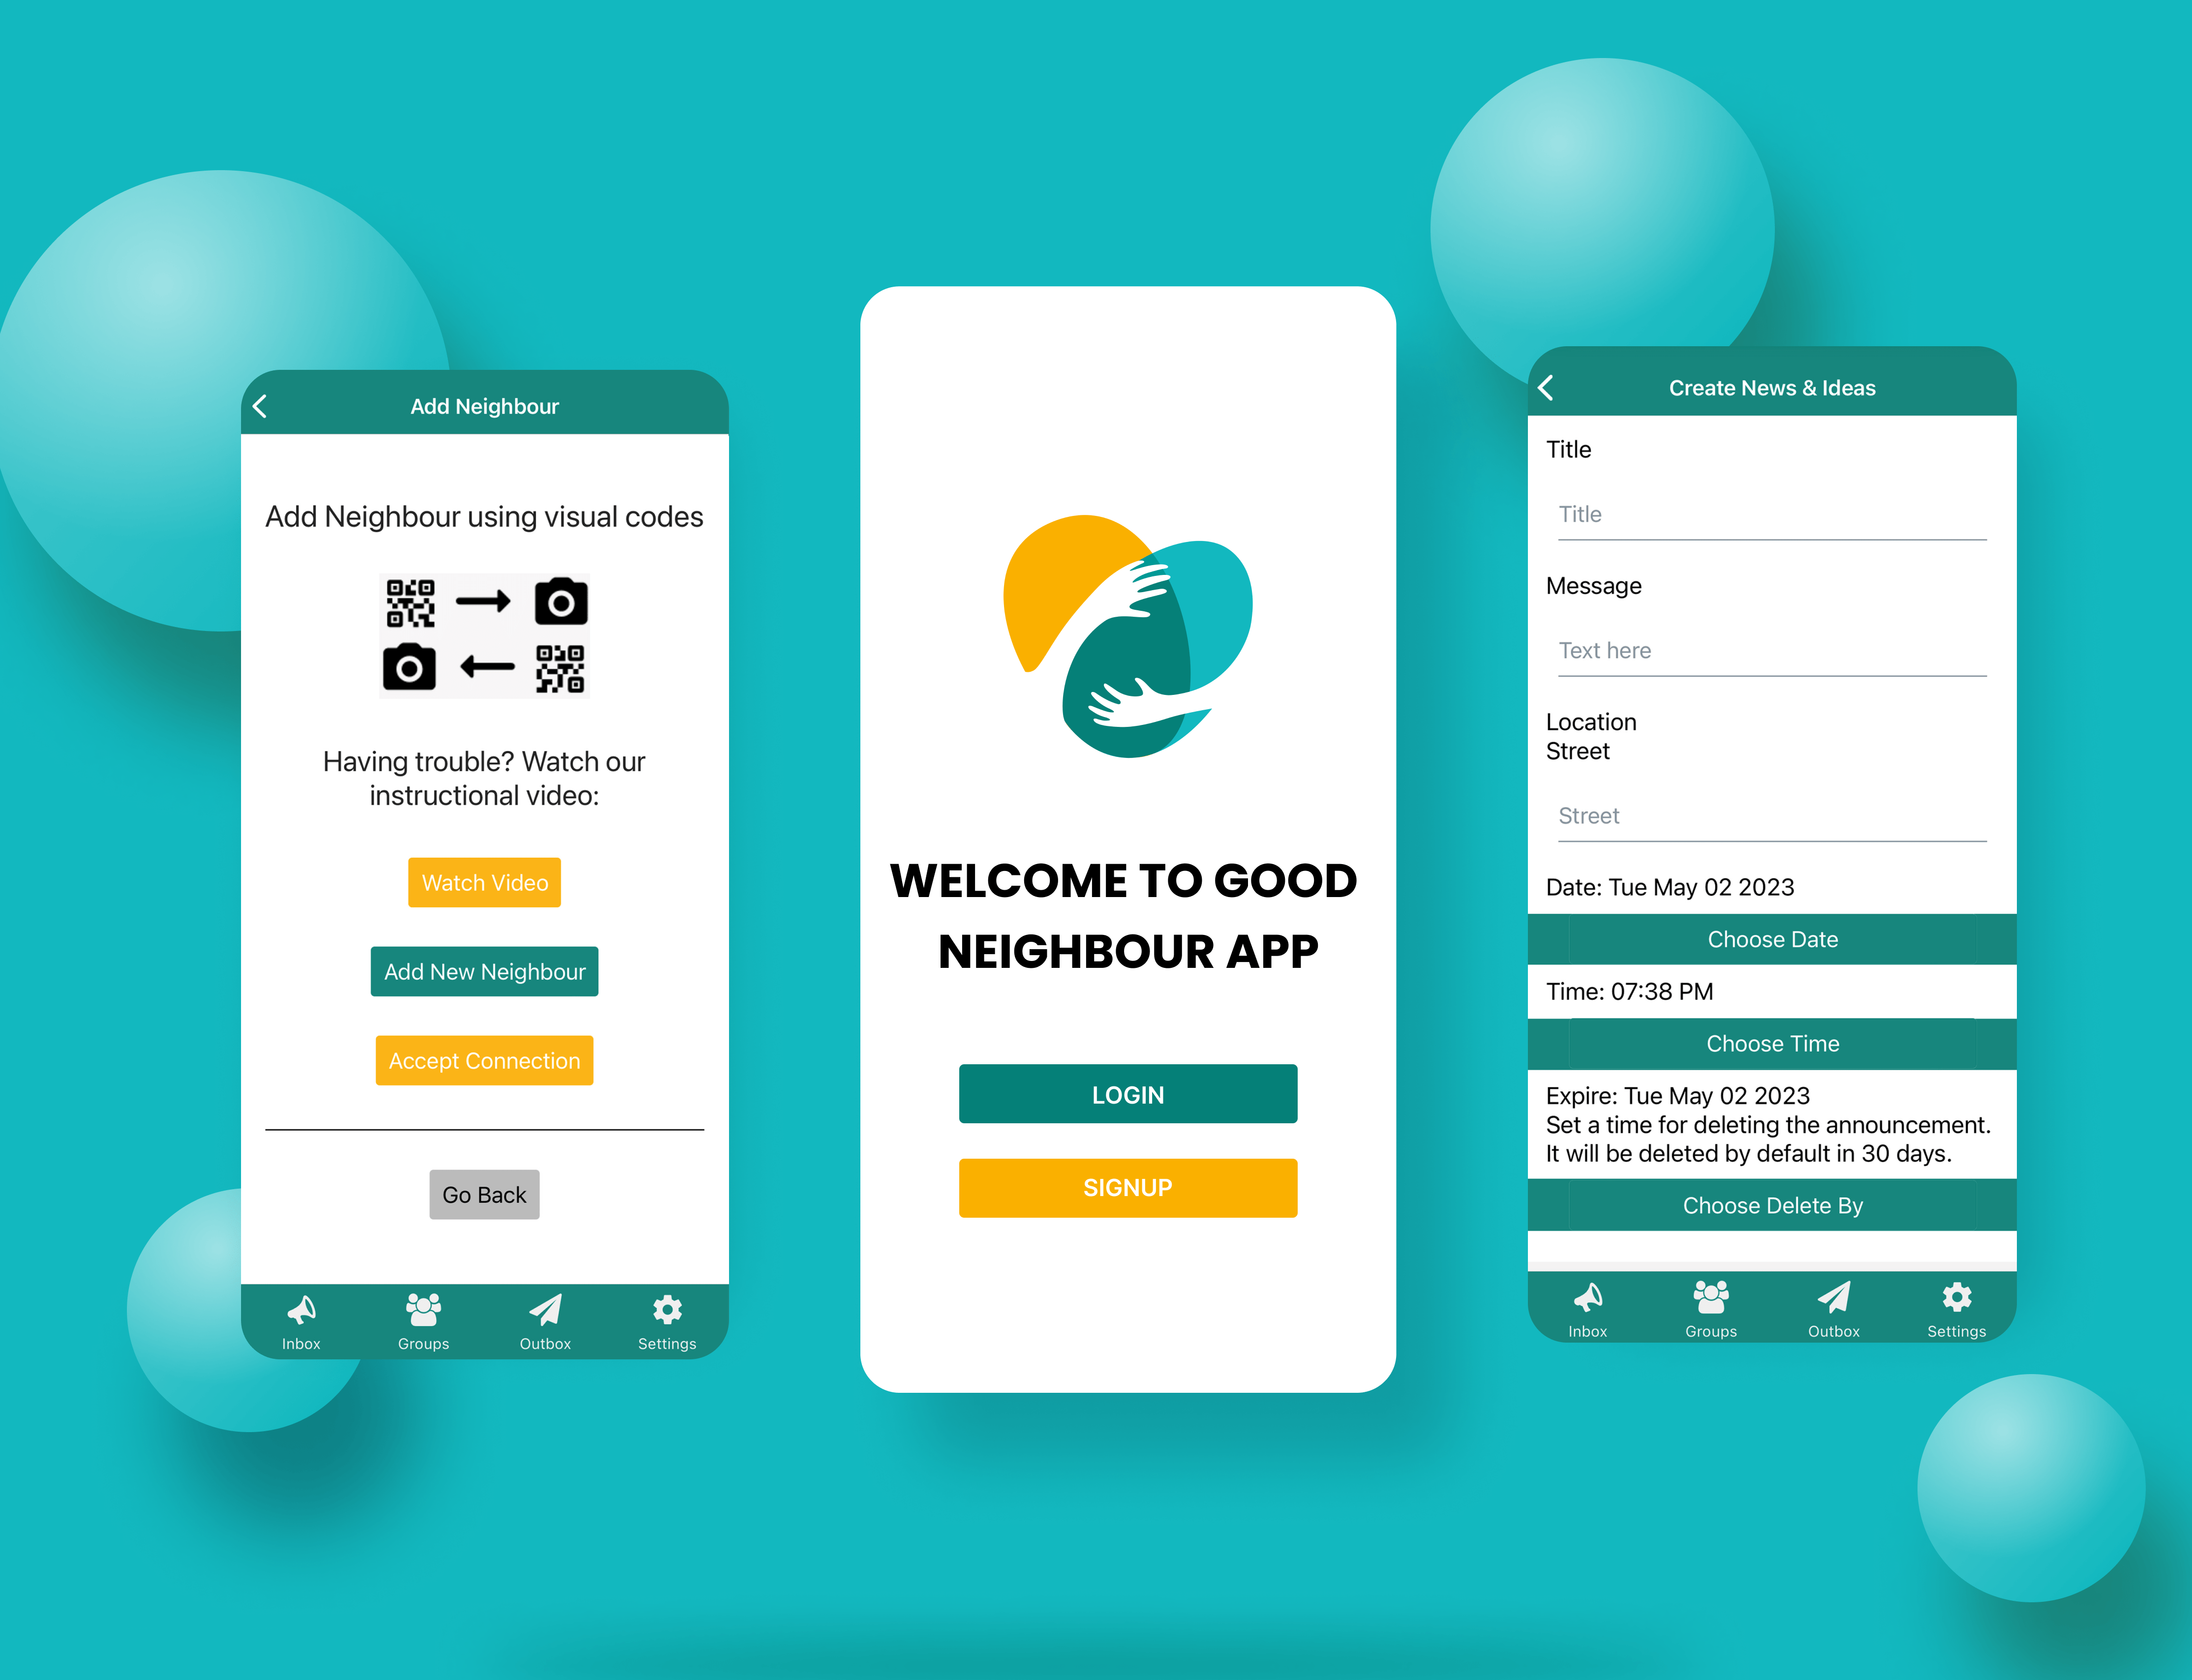 Add Neighbour
Add Neighbour using visual codes
Having trouble? Watch our
instructional video:
Watch Video
Add New Neighbour
Accept Connection
Go Back
Inbox
Groups
Outbox
Settings
WELCOME TO GOOD
NEIGHBOUR APP
LOGIN
SIGNUP
Create News & Ideas
Title
Title
Message
Text here
Location
Street
Street
Date: Tue May 02 2023
Choose Date
Time: 07:38 PM
Choose Time
Expire: Tue May 02 2023
Set a time for deleting the announcement.
It will be deleted by default in 30 days.
Choose Delete By
Inbox
Groups
Outbox
Settings